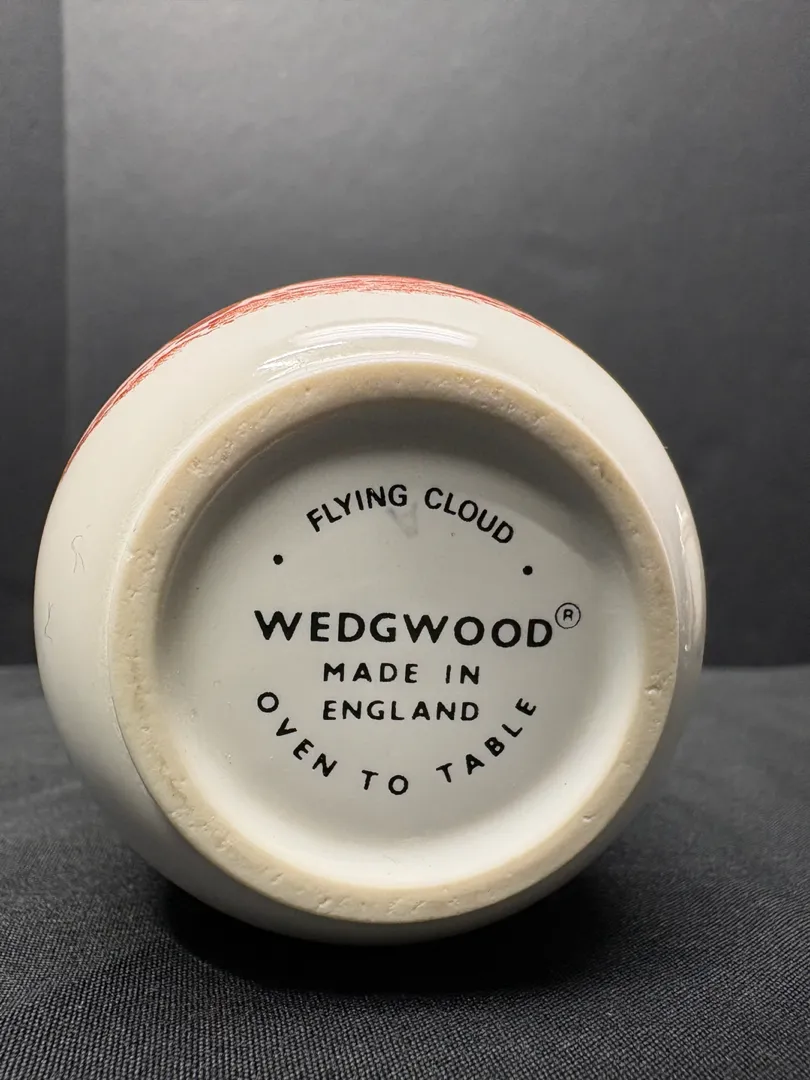 FLYING CLOUD
WEDGWOOD®
MADE IN
ENGLAND
OVEN TO TABLE